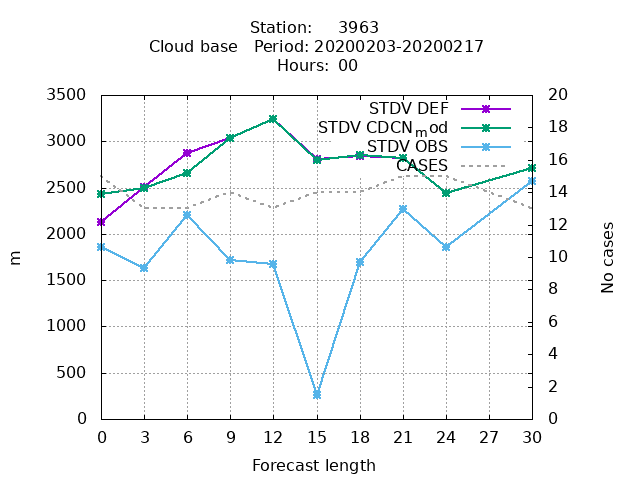 Station: 3963
Cloud base Period: 20200203-20200217
Hours: 00
3500
3000
2500
2000
1500
1000
500
0
m
20
18
16
14
12
10
8
6
4
2
0
No cases
STDV DEF
STDV CDCNmod
STDV OBS
CASES
0 3 6 9 12 15 18 21 24 27 30
Forecast length